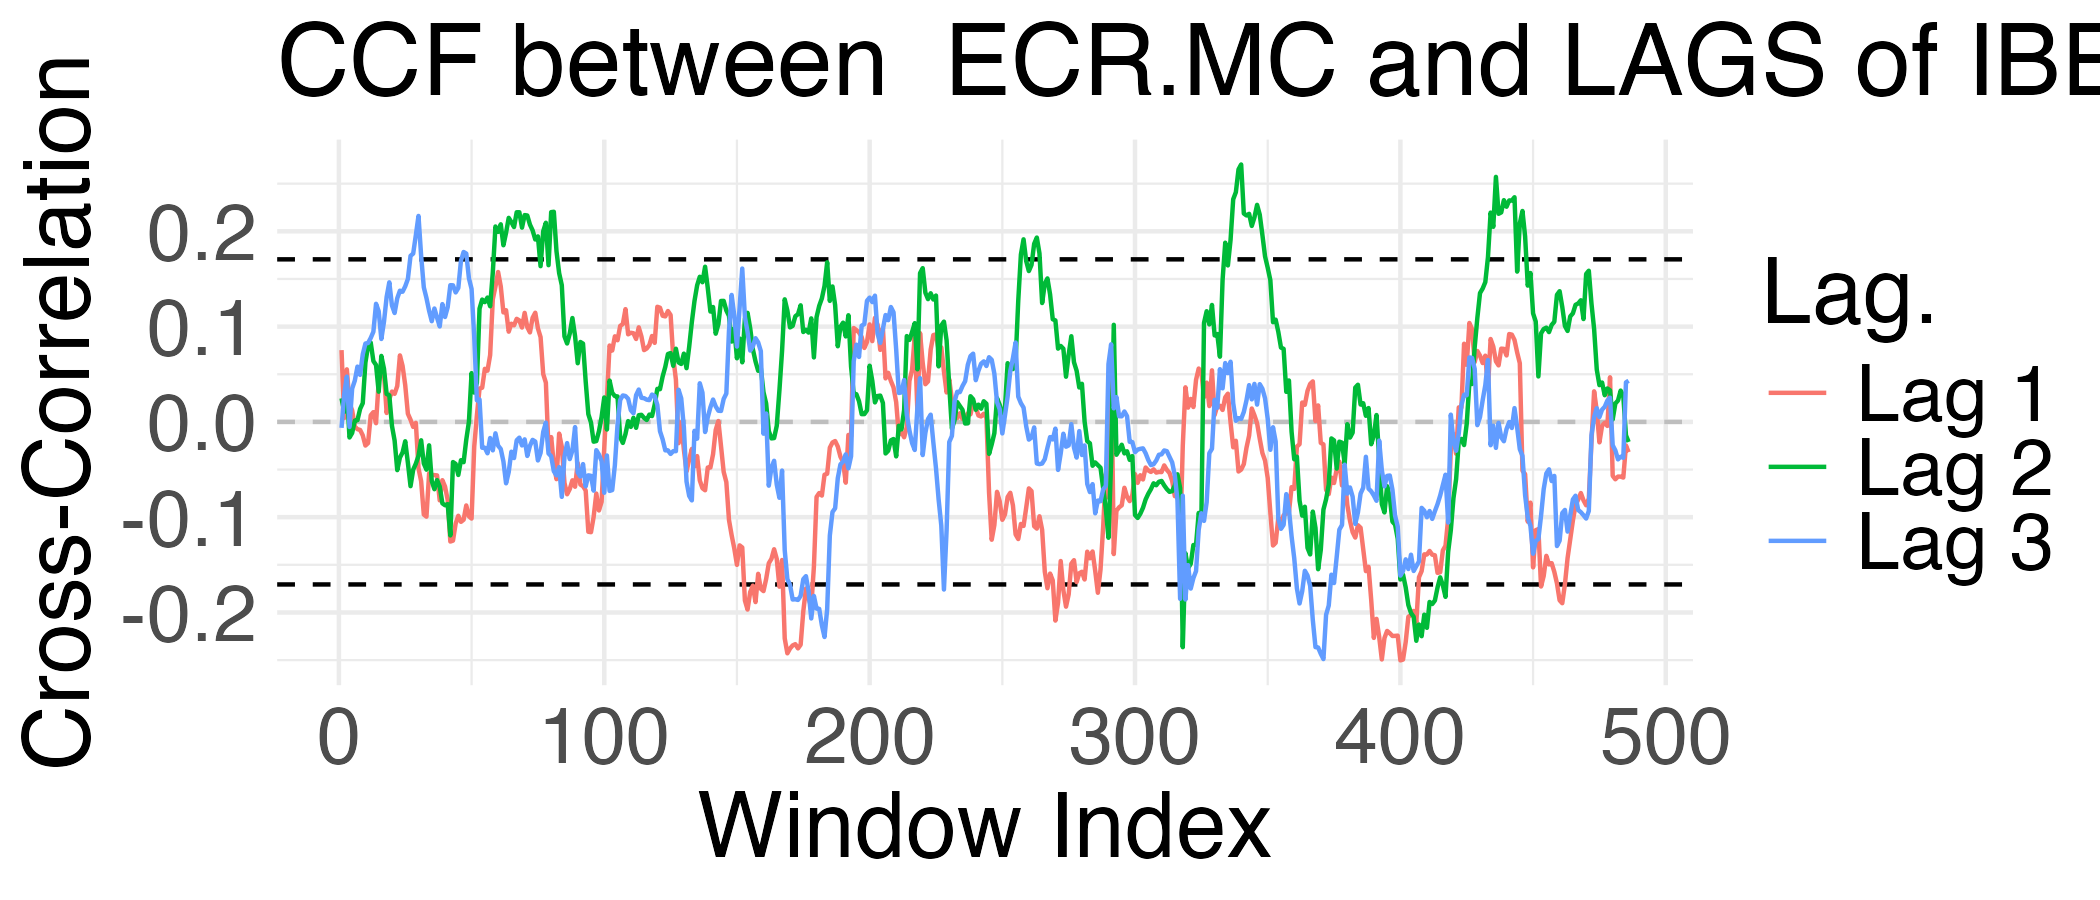 CCF between ECR.MC and LAGS of IBE
Cross-Correlation
0.2
0.1
0.0
-0.1
-0.2
0 100 200 300 400 500
Window Index
Lag.
Lag 1
Lag 2
Lag 3